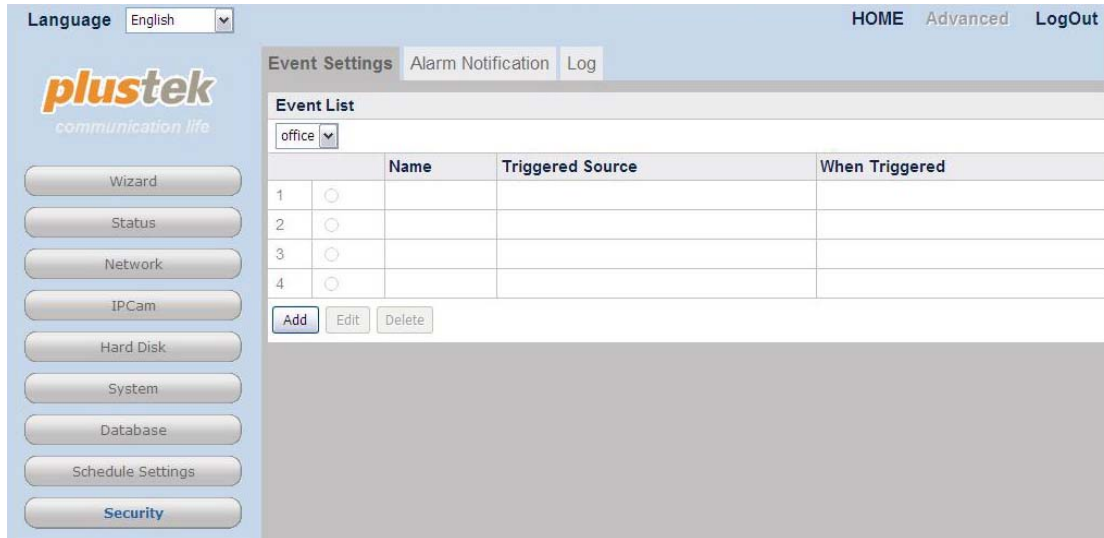 Language English HOME Advanced LogOut
plustek
communication life
Wizard
Status
Network
IPCam
Hard Disk
System
Database
Schedule Settings
Security
Event Settings Alarm Notification Log
Event List
office
Name Triggered Source When Triggered
1
2
3
4
Add Edit Delete